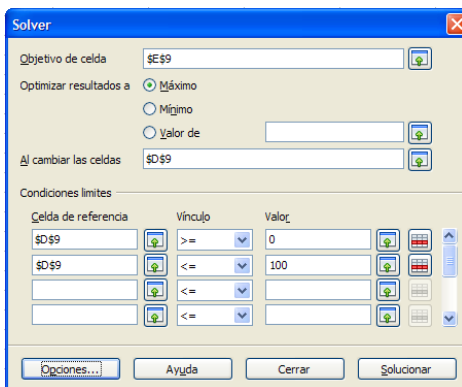 Solver
Objetivo de celda $E$9
Optimizar resultados a Máximo
Mínimo
Valor de
Al cambiar las celdas $D$9
Condiciones limites
Celda de referencia Vínculo Valor
$D$9 >= 0
$D$9 <= 100
<=
<=
Opciones... Ayuda Cerrar Solucionar